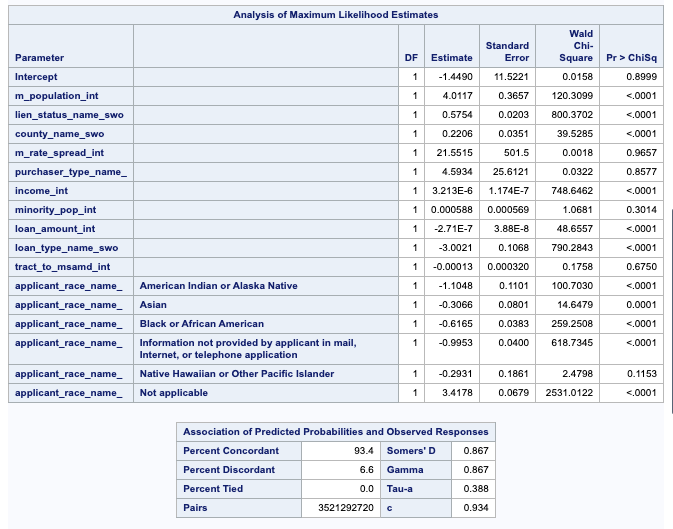 Analysis of Maximum Likelihood Estimates
Parameter DF Estimate Standard Error Wald Chi-Square Pr > ChiSq
Intercept 1 -1.4490 11.5221 0.0158 0.8999
m_population_int 1 4.0117 0.3657 120.3099 <.0001
lien_status_name_swo 1 0.5754 0.0203 800.3702 <.0001
county_name_swo 1 0.2206 0.0351 39.5285 <.0001
m_rate_spread_int 1 21.5515 501.5 0.0018 0.9657
purchaser_type_name_ 1 4.5934 25.6121 0.0322 0.8577
income_int 1 3.213E-6 1.174E-7 748.6462 <.0001
minority_pop_int 1 0.000588 0.000569 1.0681 0.3014
loan_amount_int 1 -2.71E-7 3.88E-8 48.6557 <.0001
loan_type_name_swo 1 -3.0021 0.1068 790.2843 <.0001
tract_to_msamd_int 1 -0.00013 0.000320 0.1758 0.6750
applicant_race_name_ American Indian or Alaska Native 1 -1.1048 0.1101 100.7030 <.0001
applicant_race_name_ Asian 1 -0.3066 0.0801 14.6479 0.0001
applicant_race_name_ Black or African American 1 -0.6165 0.0383 259.2508 <.0001
applicant_race_name_ Information not provided by applicant in mail, 1 -0.9953 0.0400 618.7345 <.0001
Internet, or telephone application
applicant_race_name_ Native Hawaiian or Other Pacific Islander 1 -0.2931 0.1861 2.4798 0.1153
applicant_race_name_ Not applicable 1 3.4178 0.0679 2531.0122 <.0001
Association of Predicted Probabilities and Observed Responses
Percent Concordant 93.4 Somers' D 0.867
Percent Discordant 6.6 Gamma 0.867
Percent Tied 0.0 Tau-a 0.388
Pairs 3521292720 c 0.934